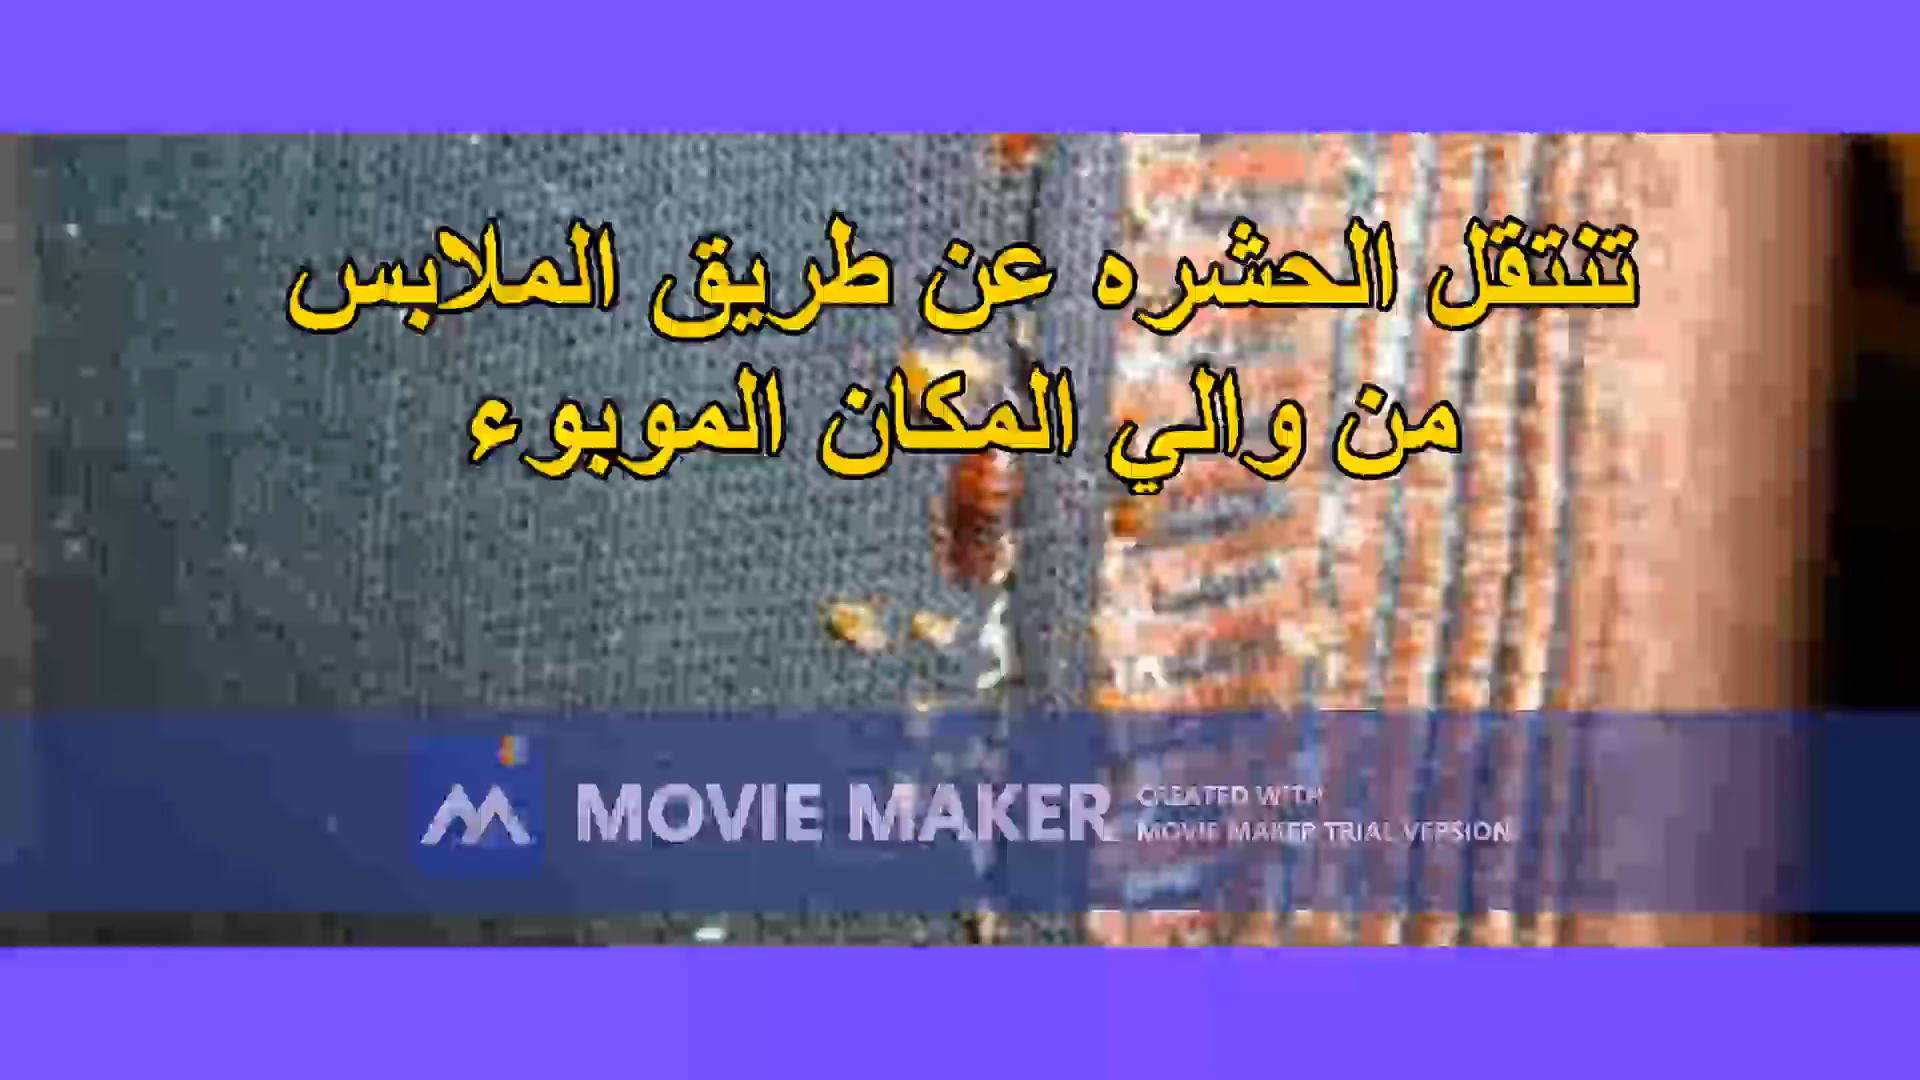 تنتقل الحشره عن طريق الملابس
من والي المكان الموبوء
MOVIE MAKER
CREATED WITH
MOVIE MAKER TRIAL VERSION